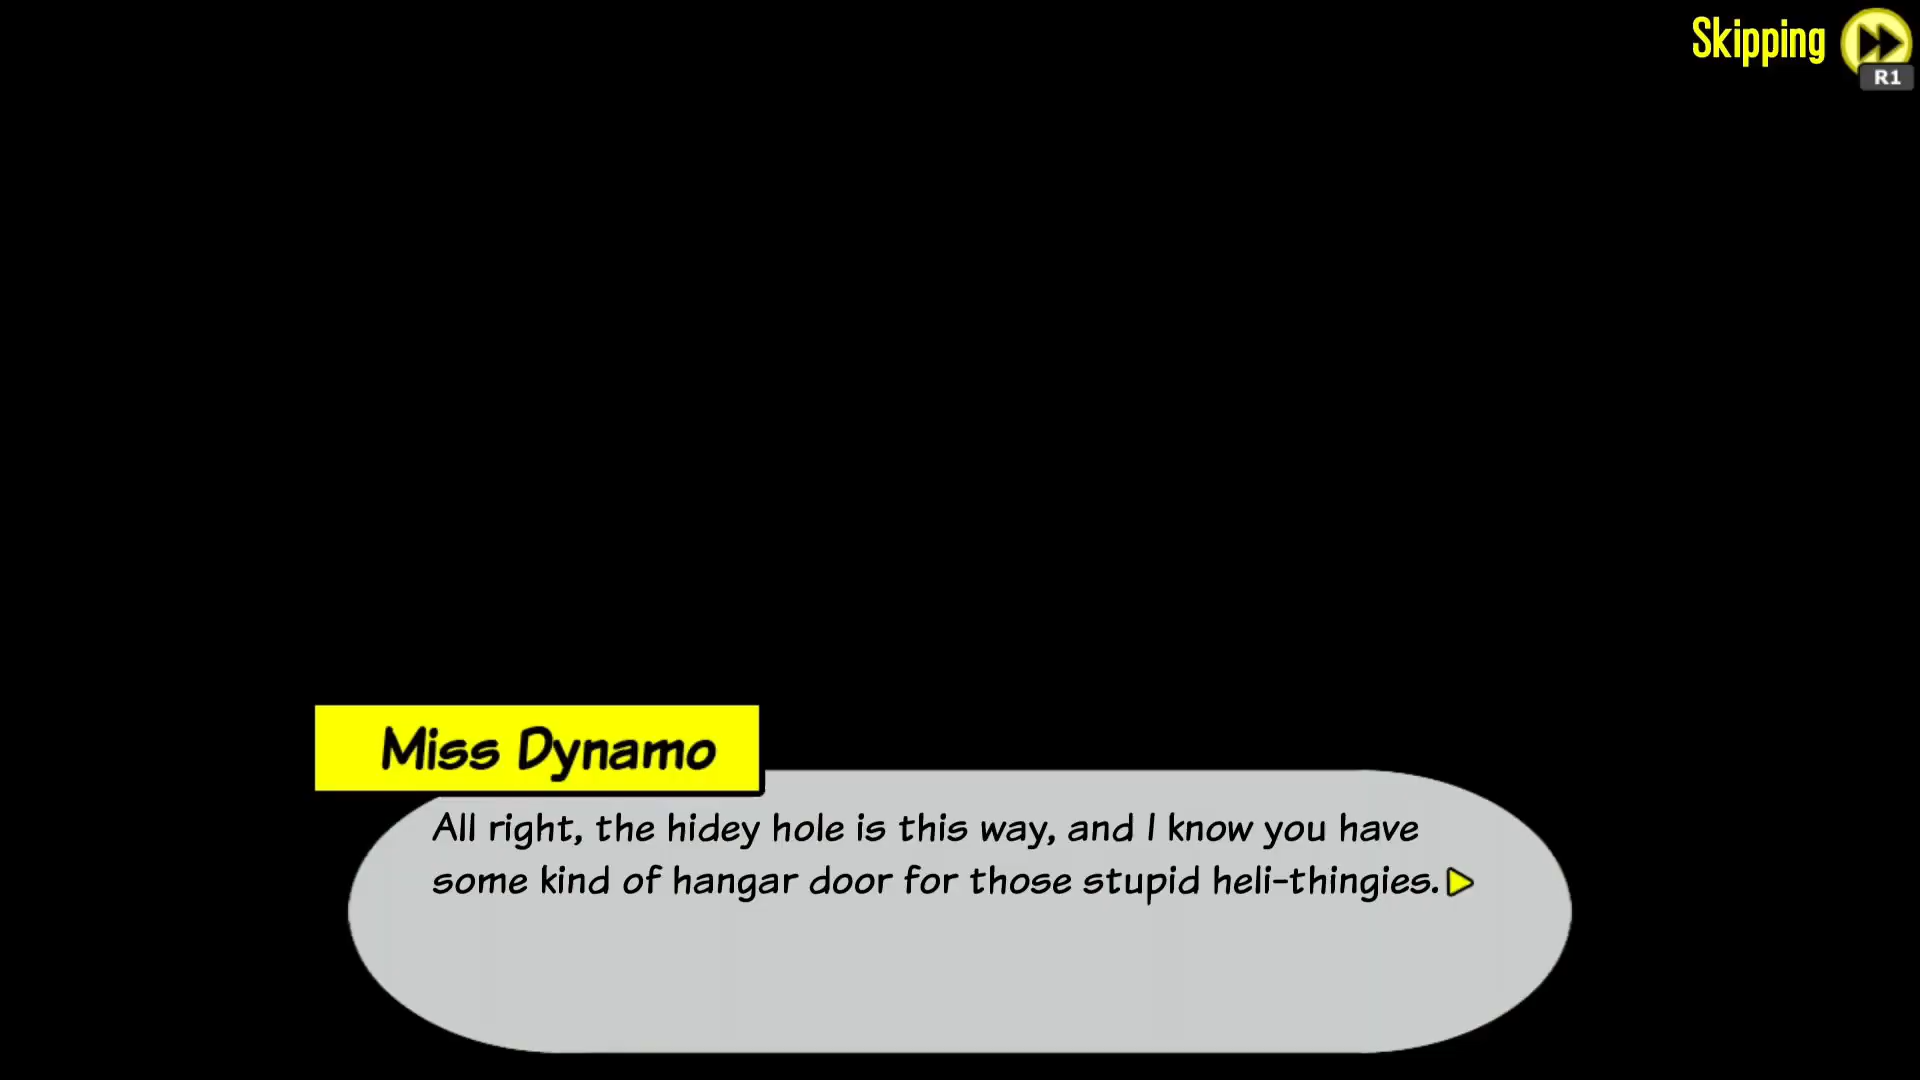 Skipping
R1
Miss Dynamo
All right, the hidey hole is this way, and I know you have
some kind of hangar door for those stupid heli-thingies.